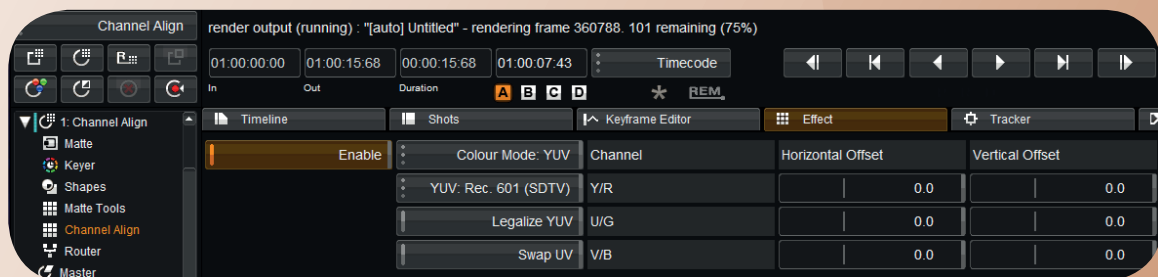 Channel Align
render output (running) : "[auto] Untitled" - rendering frame 360788. 101 remaining (75%)
R
01:00:00:00 01:00:15:68 00:00:15:68 01:00:07:43 Timecode
In Out Duration A B C D REM
1: Channel Align
Timeline Shots Keyframe Editor Effect Tracker
Matte
Keyer
Shapes
Matte Tools
Channel Align
Router
Master
Enable Colour Mode: YUV Channel Horizontal Offset Vertical Offset
YUV: Rec. 601 (SDTV) Y/R 0.0 0.0
Legalize YUV U/G 0.0 0.0
Swap UV V/B 0.0 0.0